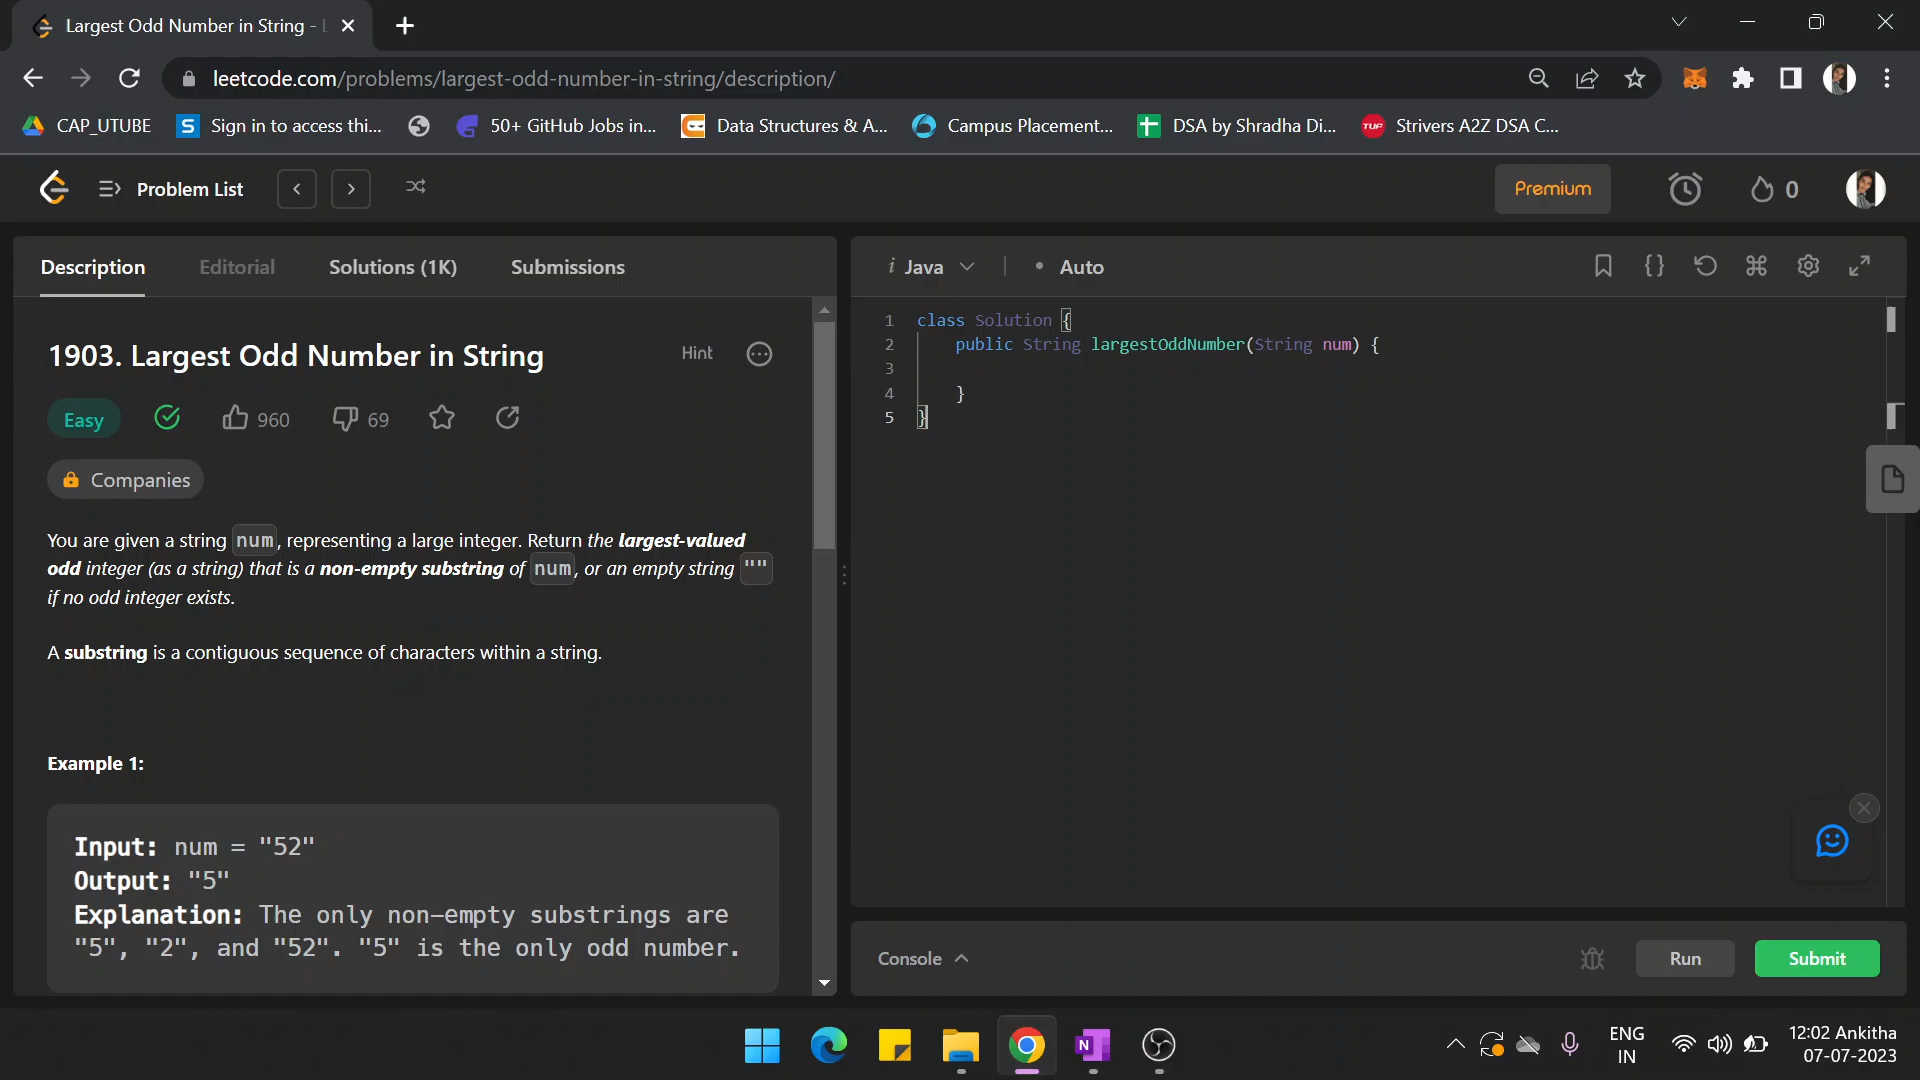 Largest Odd Number in String - L
leetcode.com/problems/largest-odd-number-in-string/description/
CAP_UTUBE
Sign in to access thi...
50+ GitHub Jobs in...
Data Structures & A...
Campus Placement...
DSA by Shradha Di...
TUF
Strivers A2Z DSA C...
Problem List
Premium
0
Description
Editorial
Solutions (1K)
Submissions
1903. Largest Odd Number in String
Hint
Easy
960
69
Companies
You are given a string num, representing a large integer. Return the largest-valued
odd integer (as a string) that is a non-empty substring of num, or an empty string ""
if no odd integer exists.
A substring is a contiguous sequence of characters within a string.
Example 1:
Input: num = "52"
Output: "5"
Explanation: The only non-empty substrings are
"5", "2", and "52". "5" is the only odd number.
i Java
• Auto
1 class Solution {
2 public String largestOddNumber(String num) {
3
4 }
5 }
Console
Run
Submit
ENG
IN
12:02 Ankitha
07-07-2023